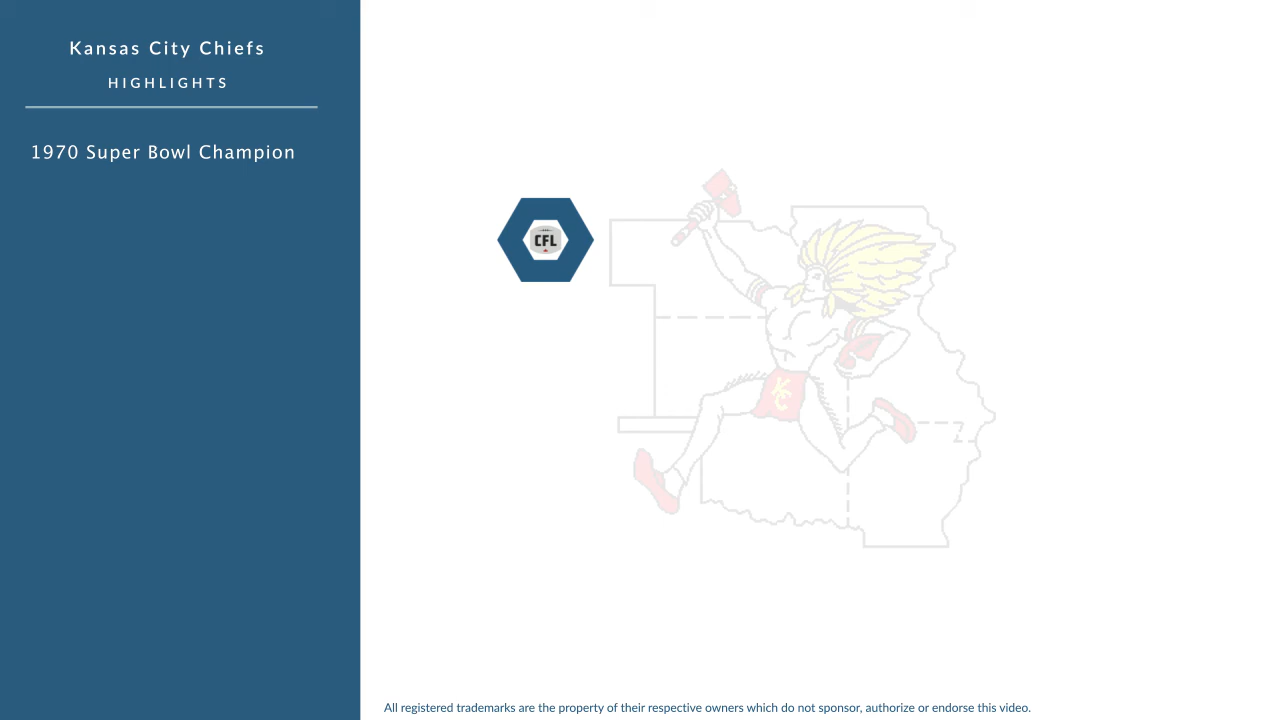 Kansas City Chiefs
HIGHLIGHTS
1970 Super Bowl Champion
CFL
KC
All registered trademarks are the property of their respective owners which do not sponsor, authorize or endorse this video.